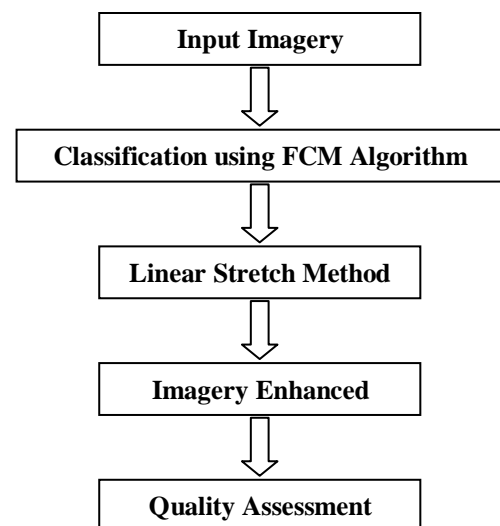 Input Imagery
Classification using FCM Algorithm
Linear Stretch Method
Imagery Enhanced
Quality Assessment